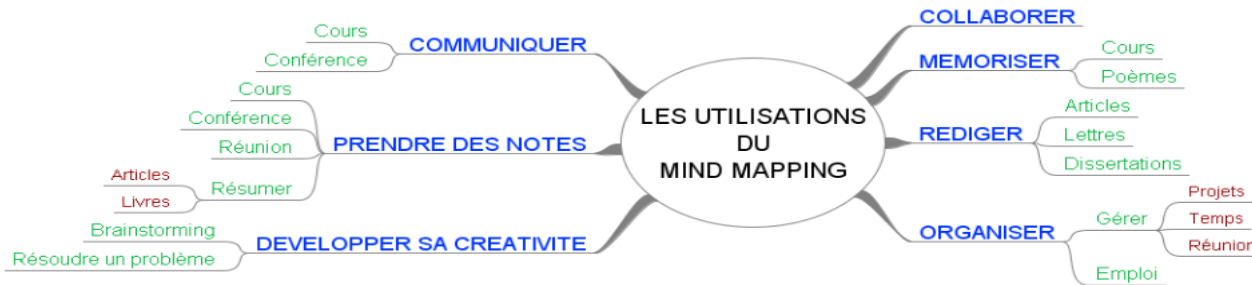 LES UTILISATIONS
DU
MIND MAPPING
COLLABORER
MEMORISER
Cours
Poèmes
REDIGER
Articles
Lettres
Dissertations
ORGANISER
Gérer
Projets
Temps
Réunion
Emploi
COMMUNIQUER
Cours
Conférence
PRENDRE DES NOTES
Cours
Conférence
Réunion
Résumer
Articles
Livres
DEVELOPPER SA CREATIVITE
Brainstorming
Résoudre un problème